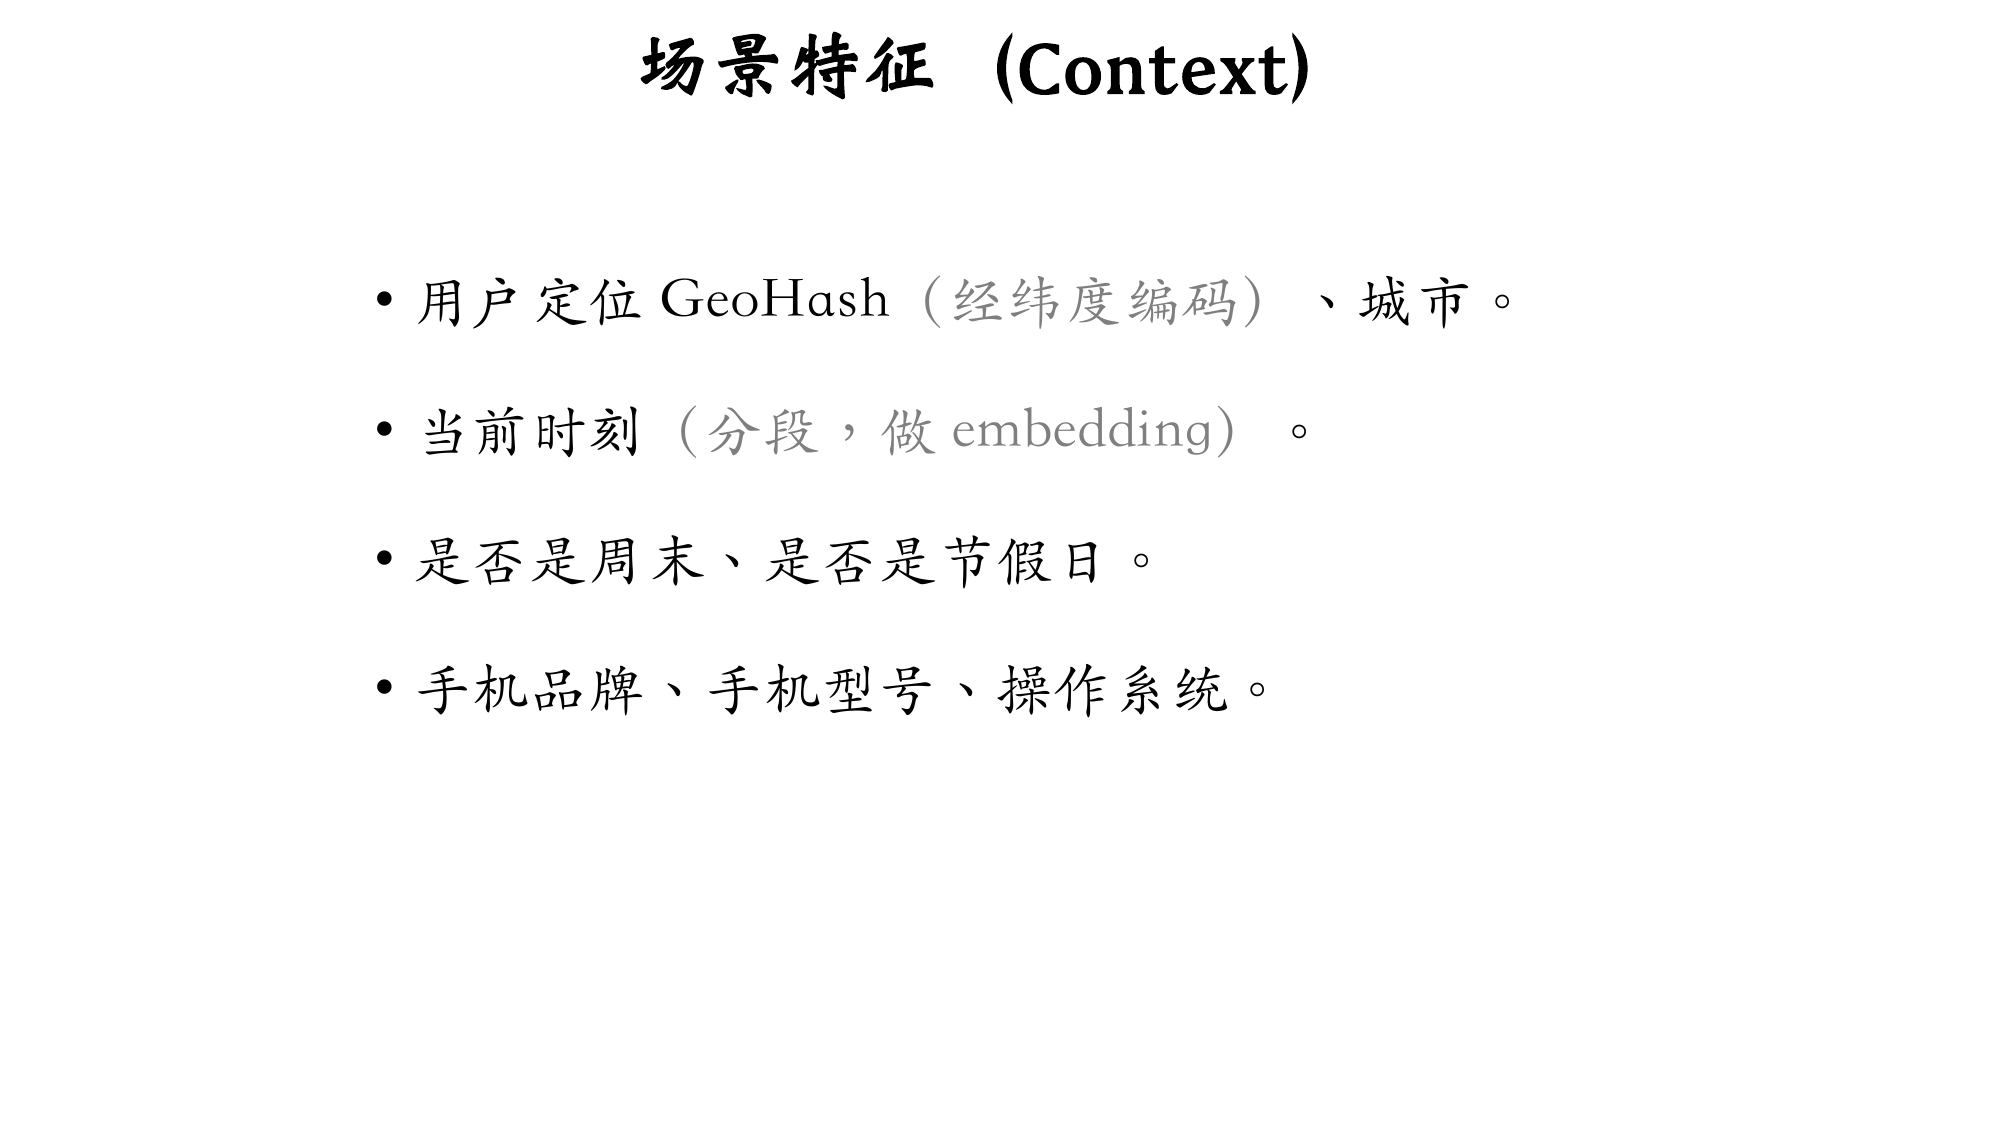 场景特征 (Context)
• 用户定位 GeoHash（经纬度编码）、城市。
• 当前时刻（分段，做 embedding）。
• 是否是周末、是否是节假日。
• 手机品牌、手机型号、操作系统。